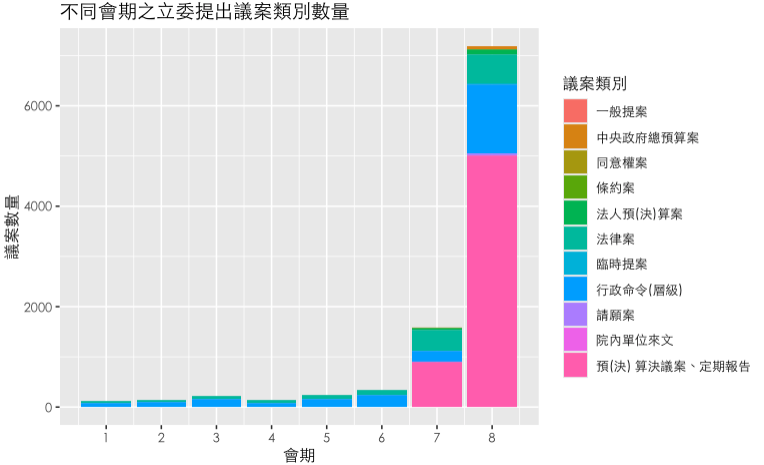 不同會期之立委提出議案類別數量
議案數量
6000
4000
2000
0
1 2 3 4 5 6 7 8
會期
議案類別
一般提案
中央政府總預算案
同意權案
條約案
法人預(決)算案
法律案
臨時提案
行政命令(層級)
請願案
院內單位來文
預(決) 算決議案、定期報告